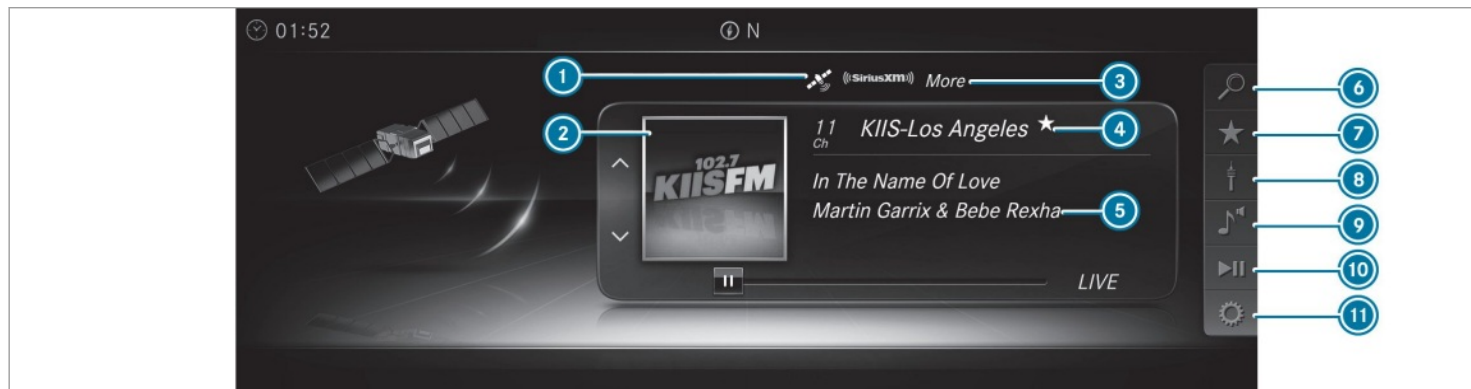 01:52 N
1 ((SiriusXM)) More 3
2
11 Ch KIIS-Los Angeles 4
102.7
KIISFM
In The Name Of Love
Martin Garrix & Bebe Rexha 5
LIVE
6
7
8
9
10
11